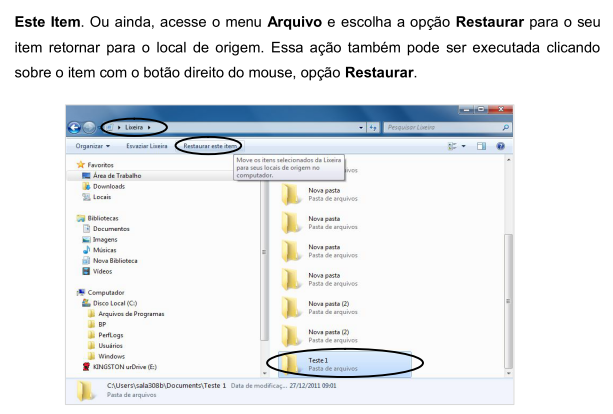 Este Item. Ou ainda, acesse o menu Arquivo e escolha a opção Restaurar para o seu
item retornar para o local de origem. Essa ação também pode ser executada clicando
sobre o item com o botão direito do mouse, opção Restaurar.
Lixeira
Pesquisar Lixeira
Organizar
Esvaziar Lixeira
Restaurar este item
Move os itens selecionados da Lixeira
para seus locais de origem no
computador.
Favoritos
Área de Trabalho
Downloads
Locais
Bibliotecas
Documentos
Imagens
Músicas
Nova Biblioteca
Vídeos
Computador
Disco Local (C:)
Arquivos de Programas
BP
PerfLogs
Usuários
Windows
KINGSTON urDrive (E:)
Nova pasta
Pasta de arquivos
Nova pasta
Pasta de arquivos
Nova pasta
Pasta de arquivos
Nova pasta
Pasta de arquivos
Nova pasta (2)
Pasta de arquivos
Nova pasta (2)
Pasta de arquivos
Teste 1
Pasta de arquivos
C:\Users\sala308b\Documents\Teste 1 Data de modificaç... 27/12/2011 09:01
Pasta de arquivos